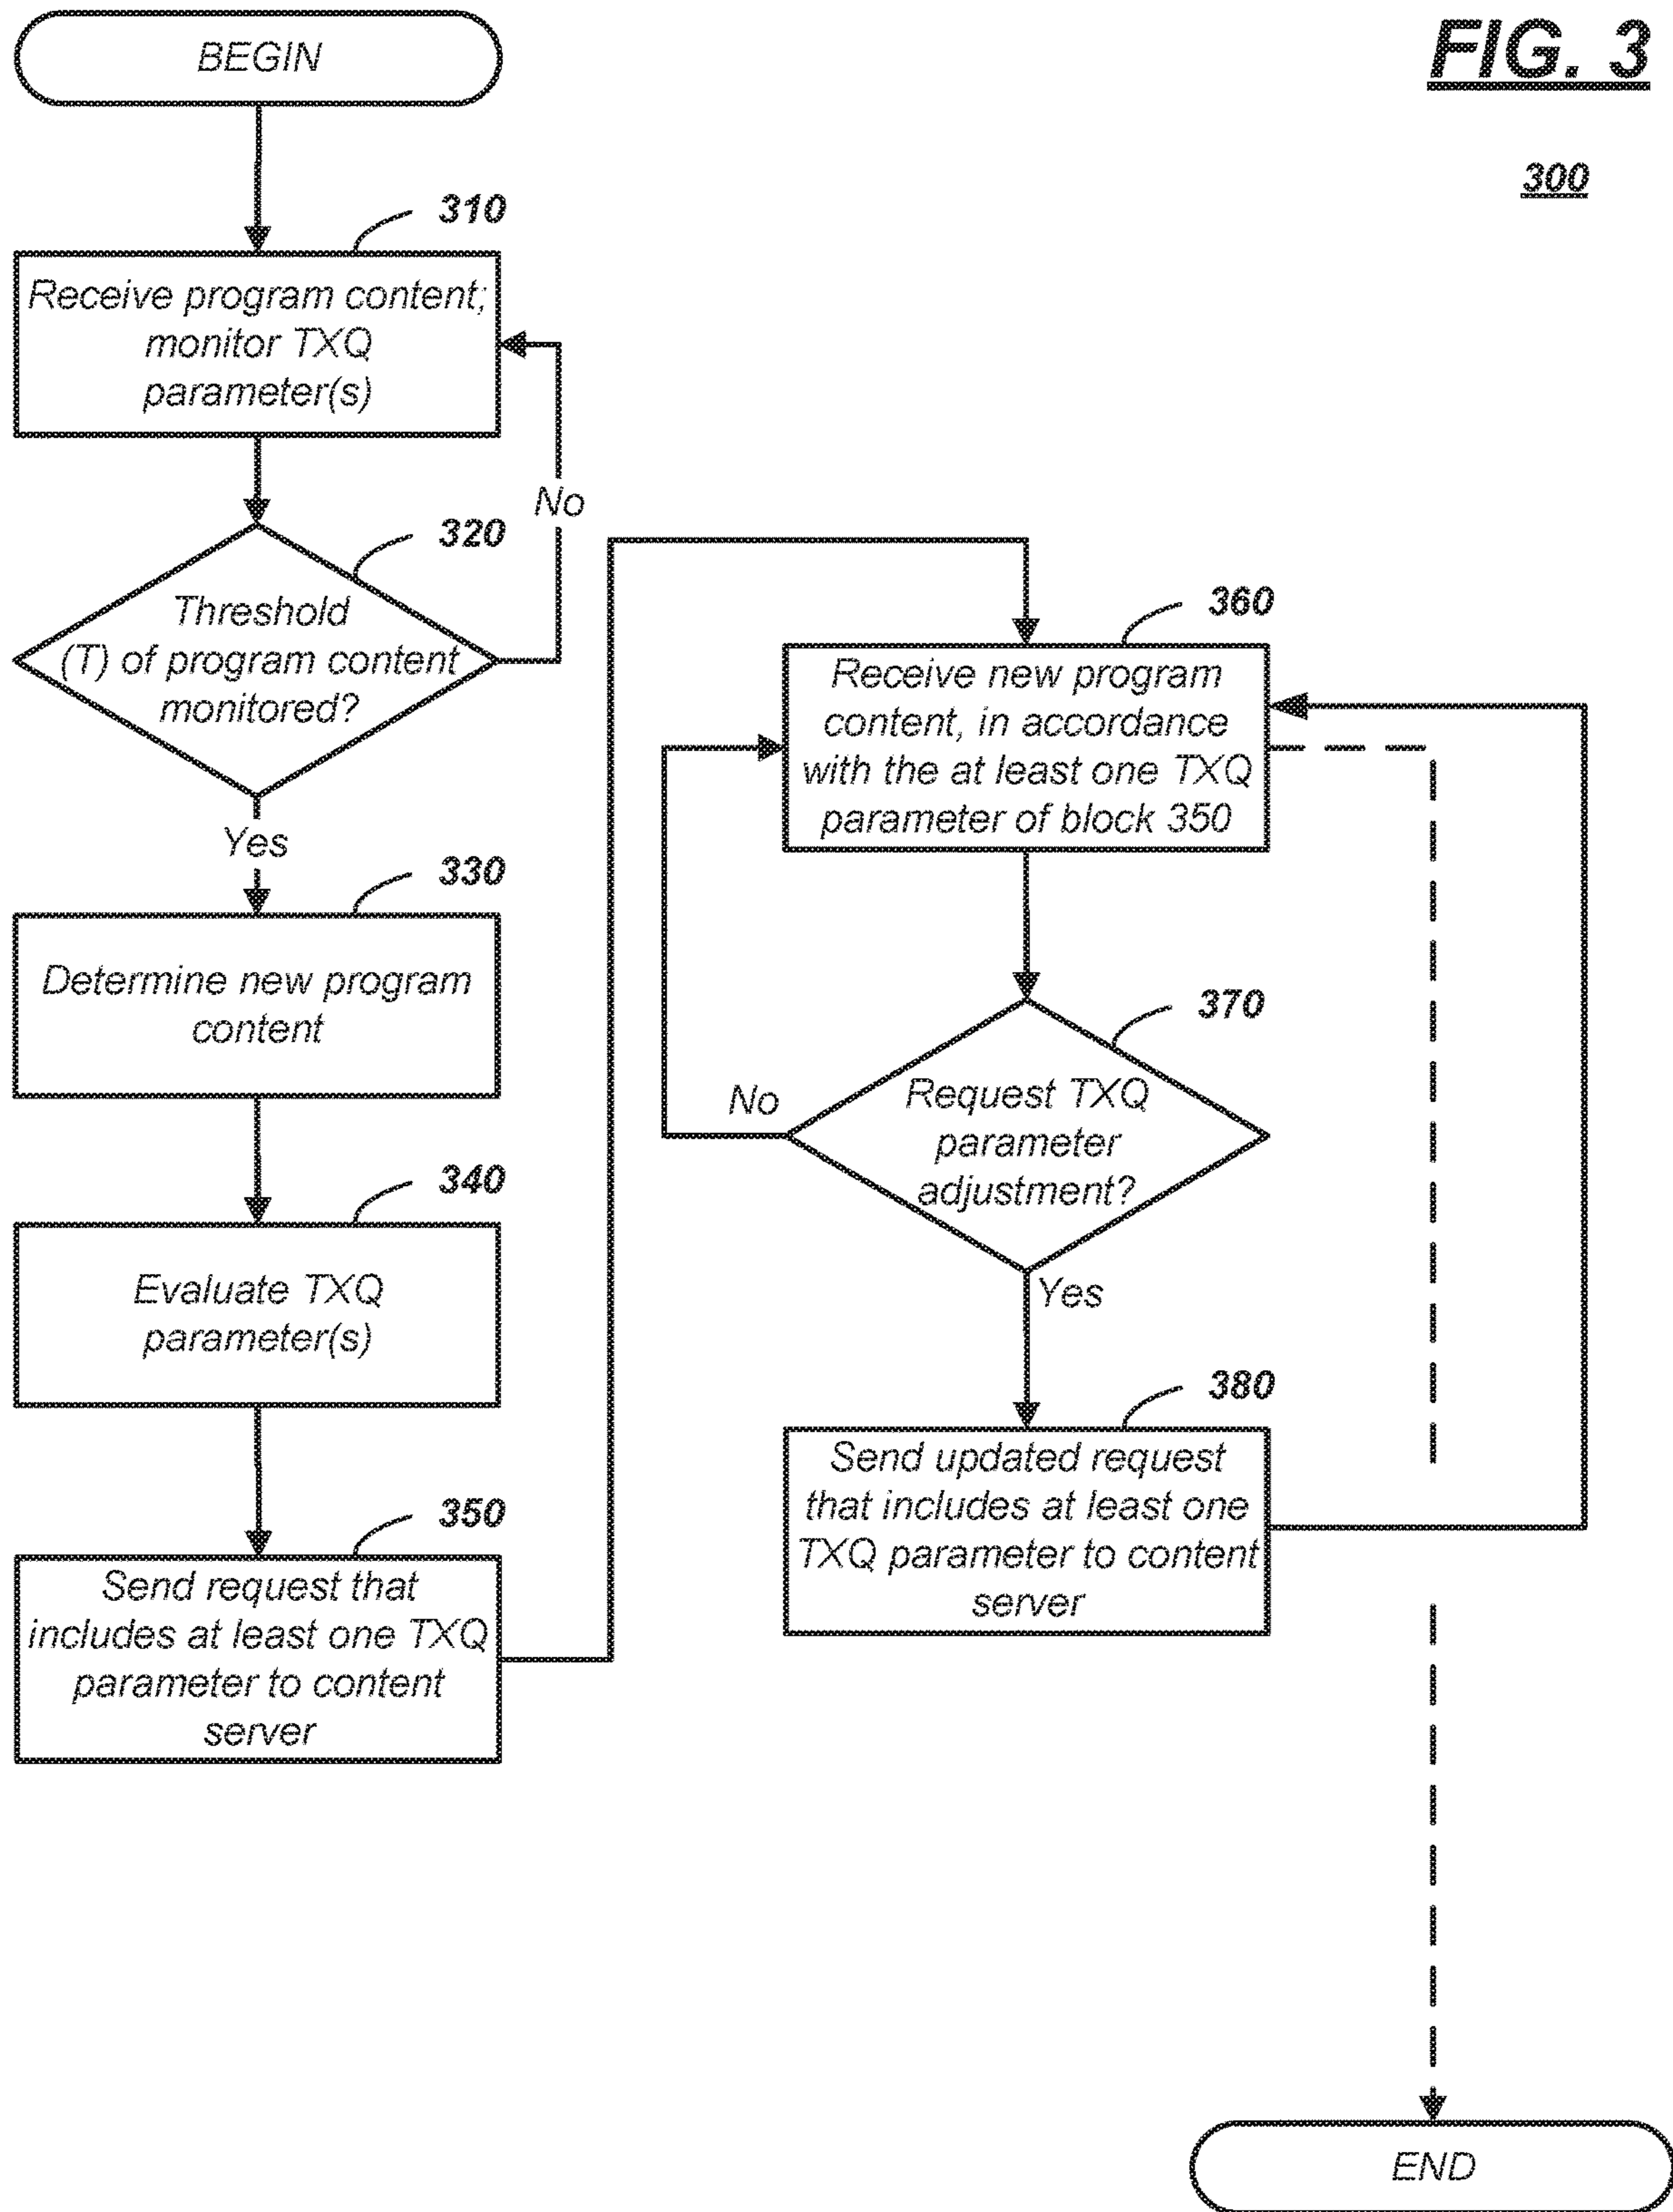 FIG. 3
300
BEGIN
310
Receive program content;
monitor TXQ
parameter(s)
No
320
Threshold
(T) of program content
monitored?
Yes
330
Determine new program
content
340
Evaluate TXQ
parameter(s)
350
Send request that
includes at least one TXQ
parameter to content
server
360
Receive new program
content, in accordance
with the at least one TXQ
parameter of block 350
370
No
Request TXQ
parameter
adjustment?
Yes
380
Send updated request
that includes at least one
TXQ parameter to content
server
END